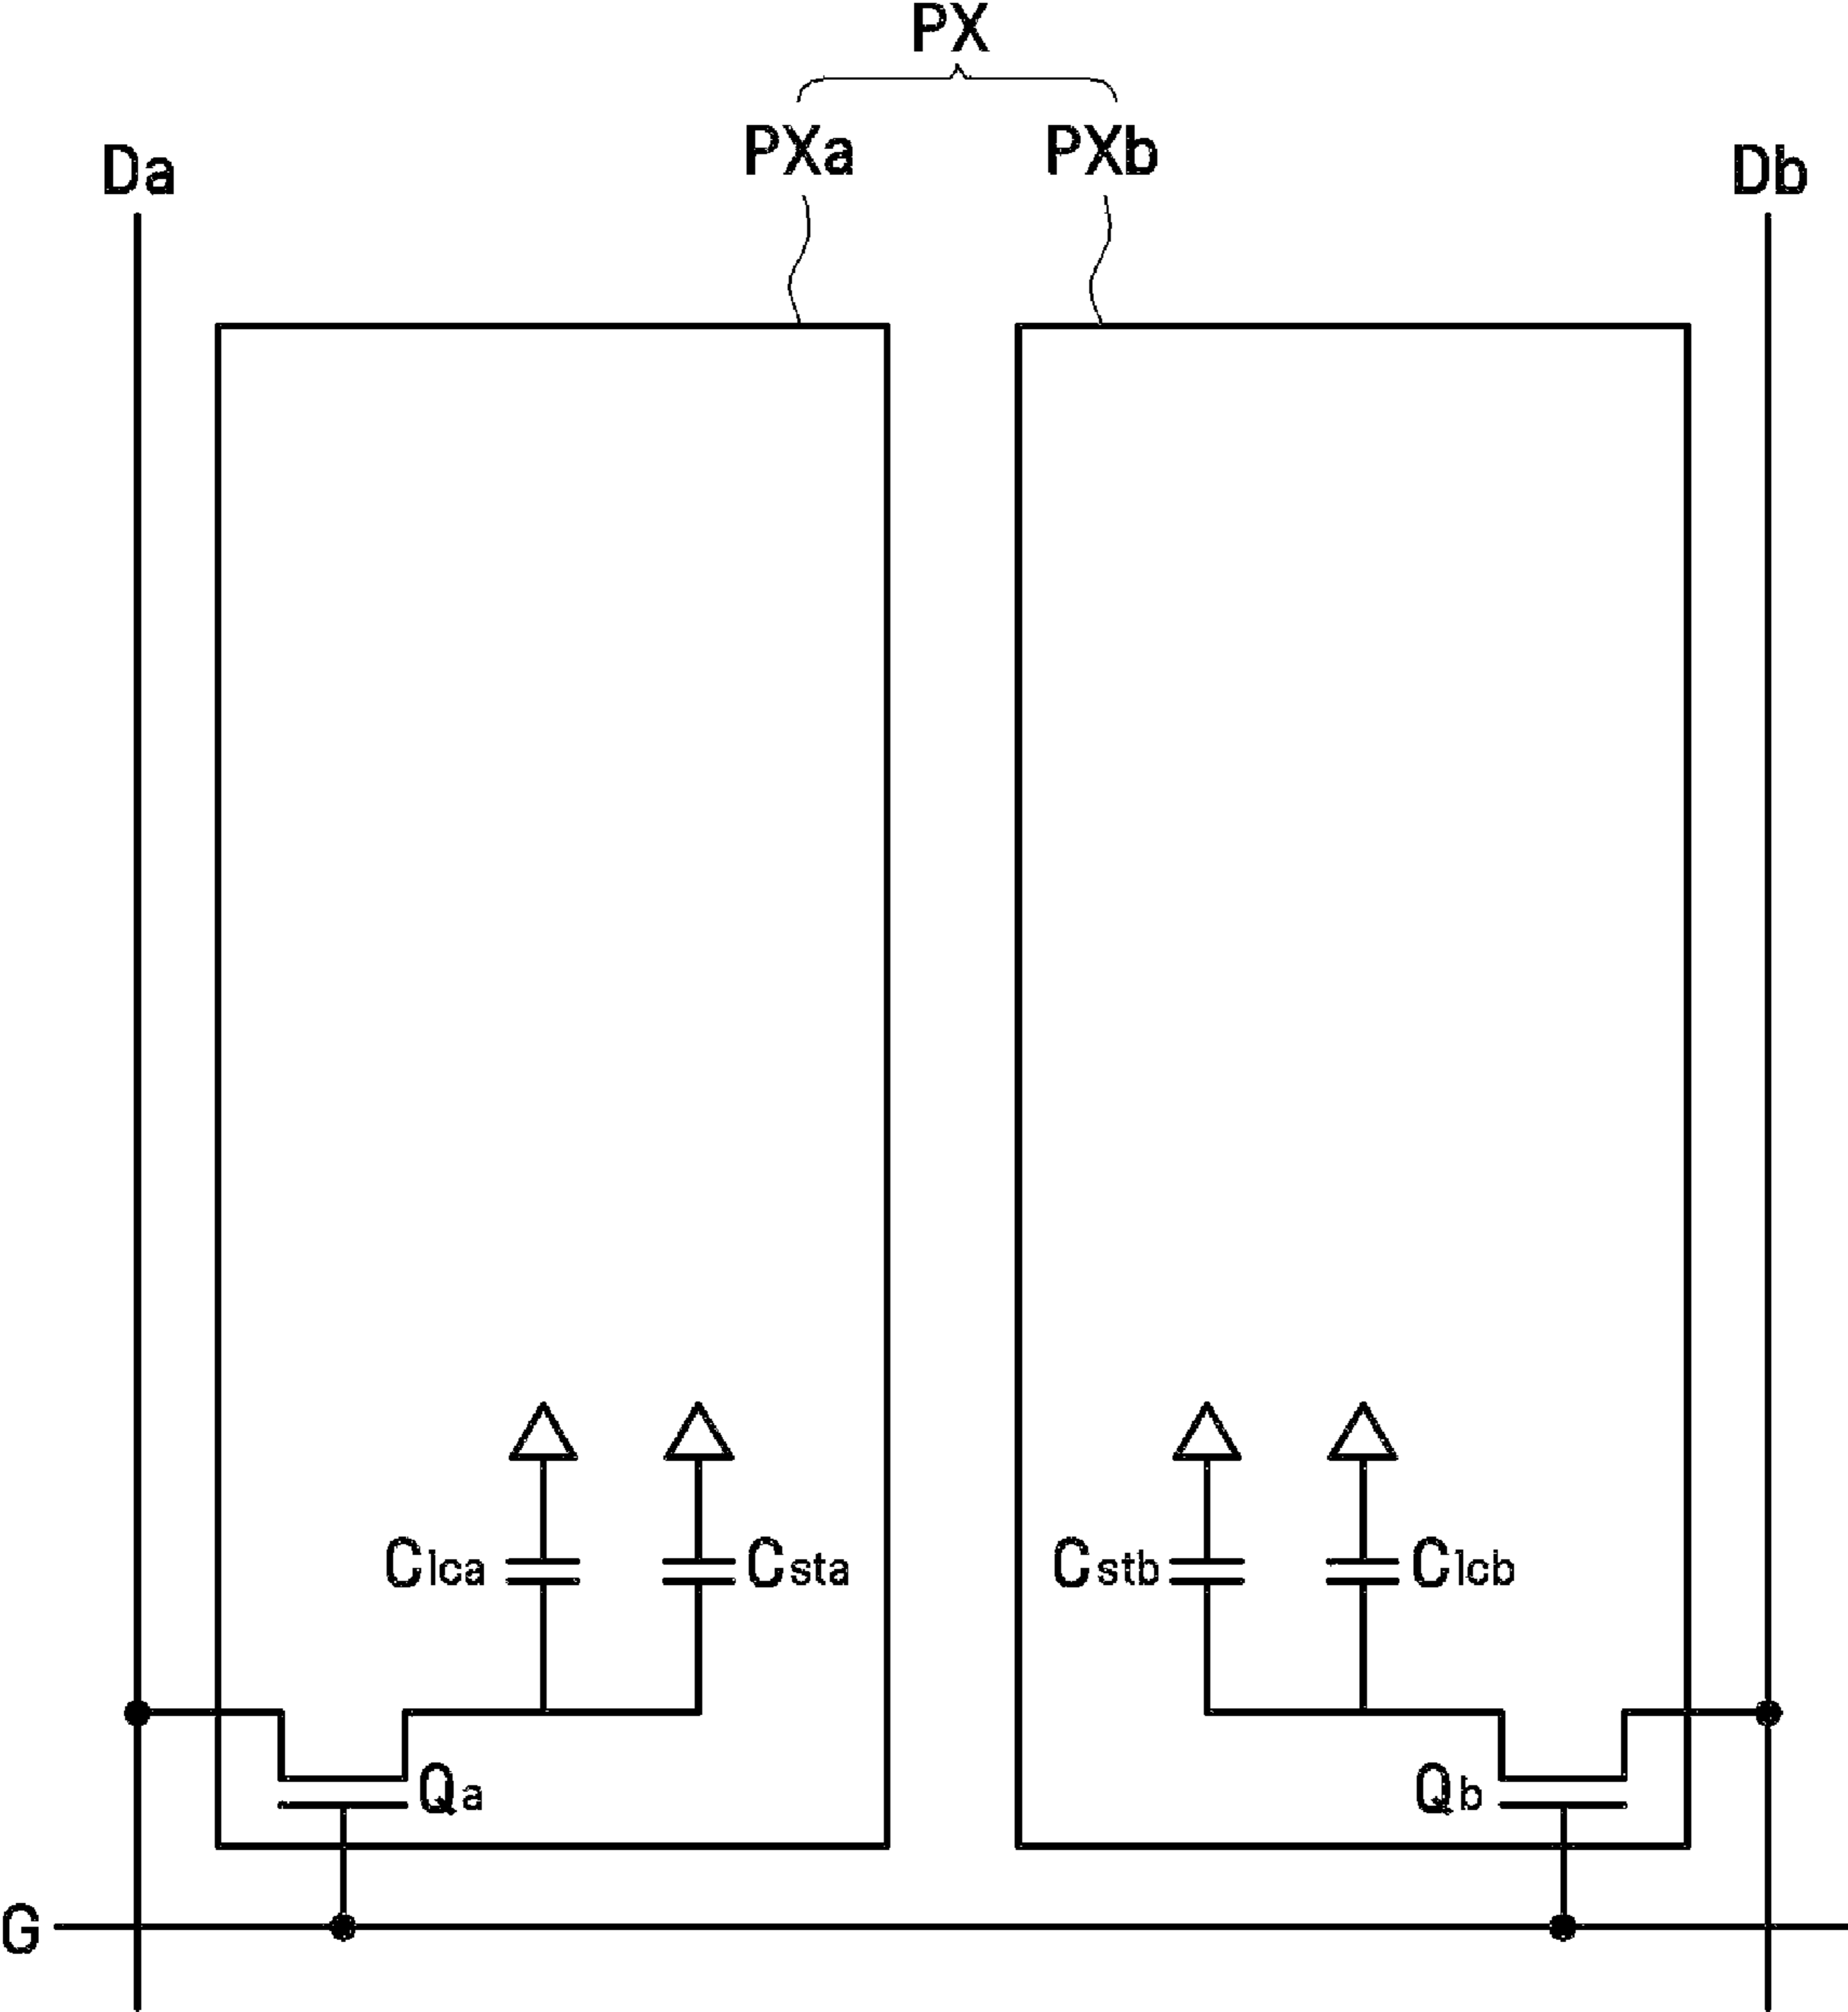 PX
PXa PXb
Da Db
Clca Csta Cstb Clcb
Qa Qb
G